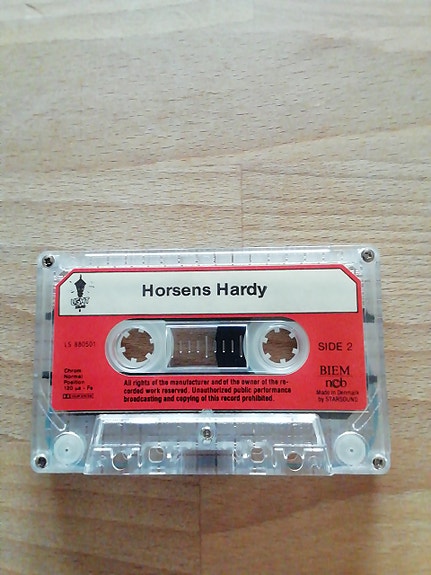 Horsens Hardy
LIGHT
LS 880501
SIDE 2
Chrom
Normal
Position
120 µs - Fe
All rights of the manufacturer and of the owner of the re-
corded work reserved. Unauthorized public performance
broadcasting and copying of this record prohibited.
BIEM
ncb
Made in Denmark
by STARSOUND